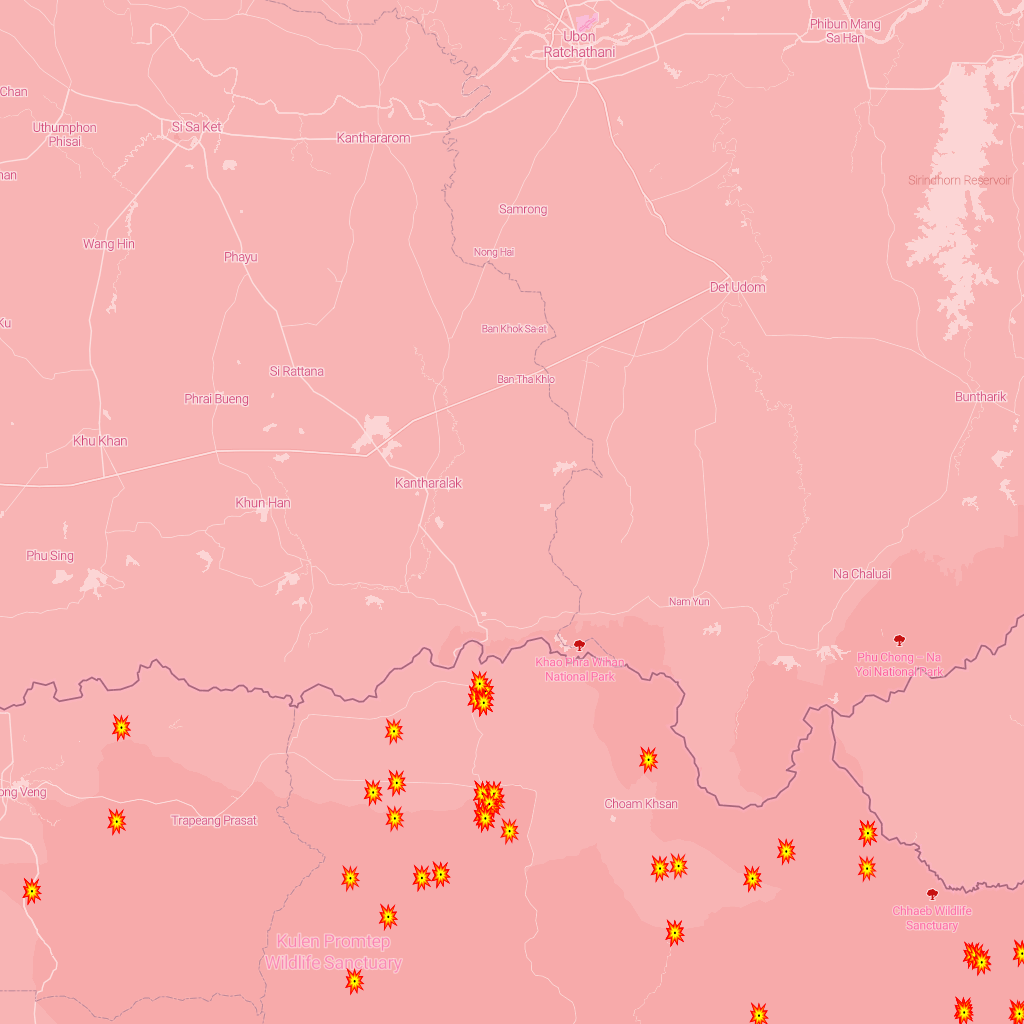 Phibun Mang
Sa Han
Ubon
Ratchathani
Chan
Uthumphon
Phisai
Si Sa Ket
Kanthararom
Sirindhorn Reservoir
Samrong
Wang Hin
Nong Hai
Phayu
Det Udom
Ku
Ban Khok Sa-at
Si Rattana
Ban Tha Khlo
Phrai Bueng
Buntharik
Khu Khan
Kantharalak
Khun Han
Phu Sing
Na Chaluai
Nam Yun
Khao Phra Wihan
National Park
Phu Chong - Na
Yoi National Park
ong Veng
Choam Khsan
Trapeang Prasat
Chhaeb Wildlife
Sanctuary
Kulen Promtep
Wildlife Sanctuary